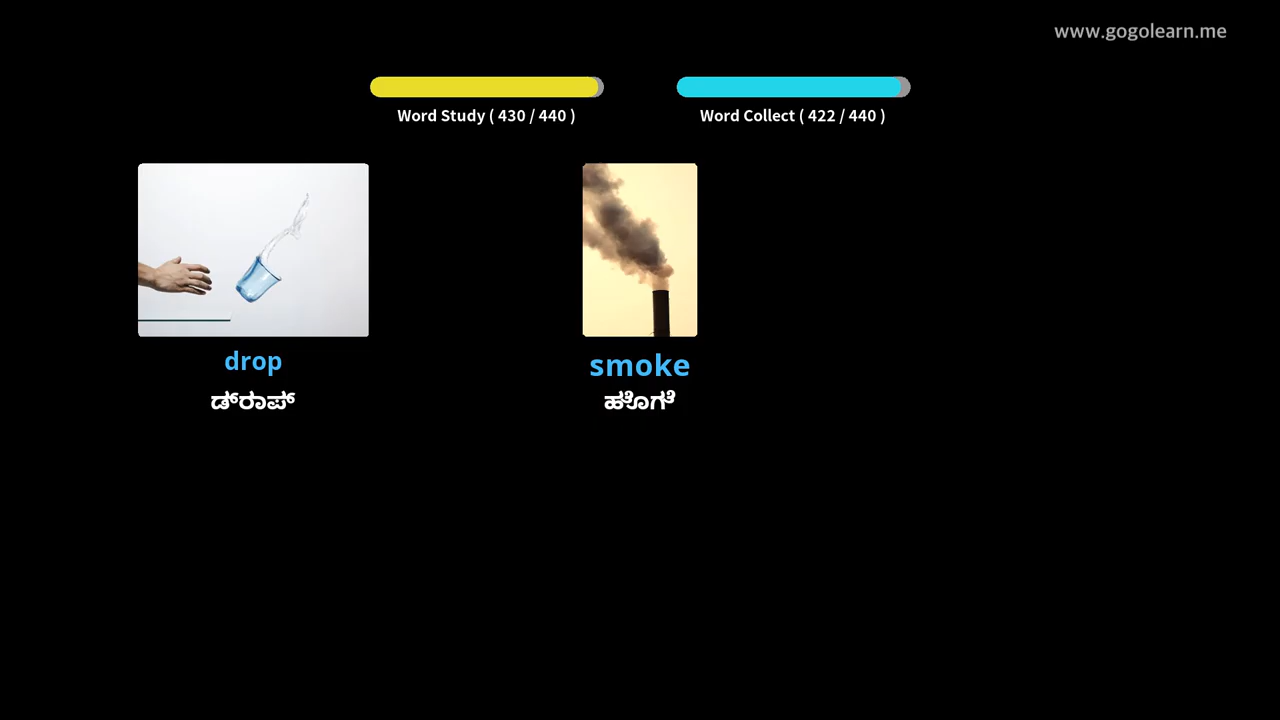 www.gogolearn.me
Word Study ( 430 / 440 )
Word Collect ( 422 / 440 )
drop
ಡ್ರಾಪ್
smoke
ಹೊಗೆ